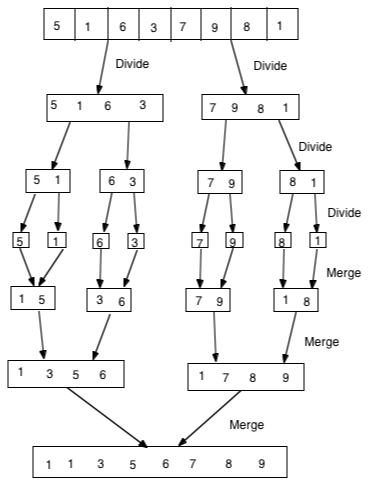 5 1 6 3 7 9 8 1
Divide Divide
5 1 6 3 7 9 8 1
Divide
5 1 6 3 7 9 8 1
Divide
5 1 6 3 7 9 8 1
Merge
1 5 3 6 7 9 1 8
Merge
1 3 5 6 1 7 8 9
Merge
1 1 3 5 6 7 8 9